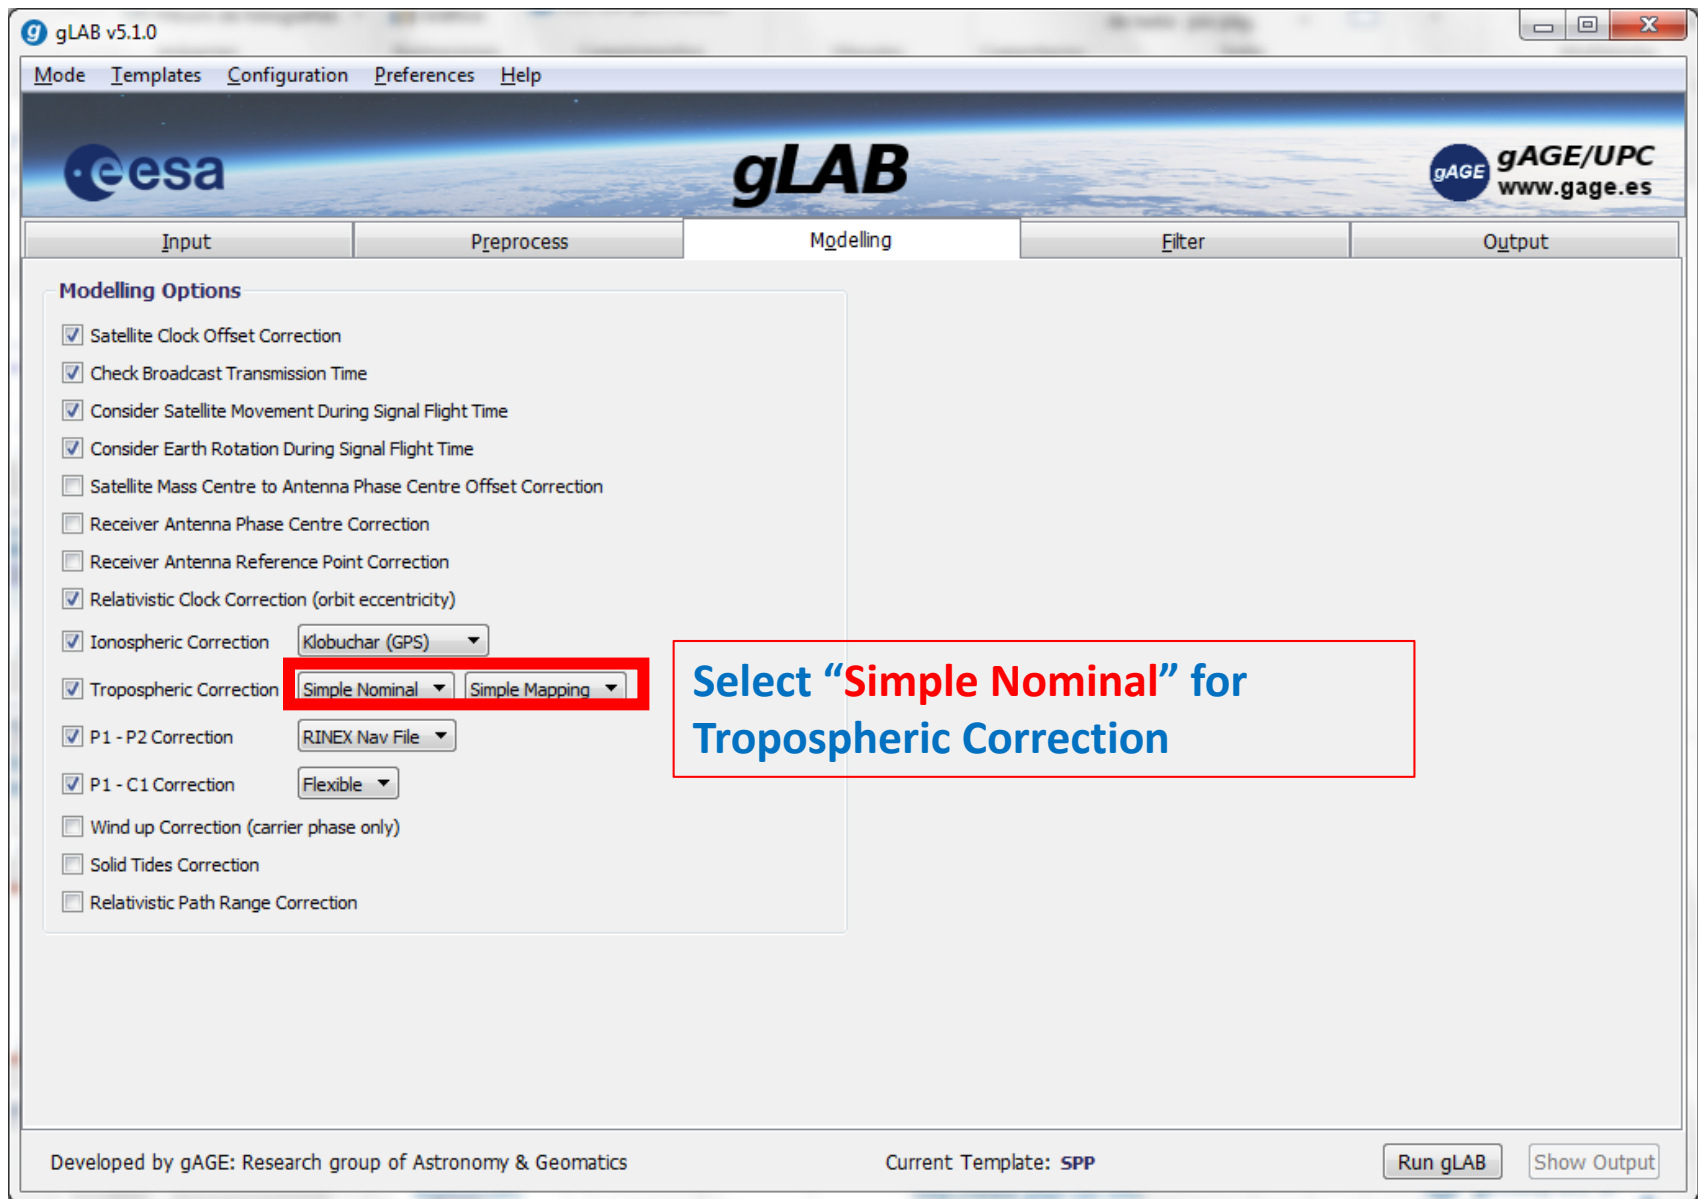 gLAB v5.1.0
Mode Templates Configuration Preferences Help
esa
gLAB
gAGE
gAGE/UPC
www.gage.es
Input Preprocess Modelling Filter Output
Modelling Options
Satellite Clock Offset Correction
Check Broadcast Transmission Time
Consider Satellite Movement During Signal Flight Time
Consider Earth Rotation During Signal Flight Time
Satellite Mass Centre to Antenna Phase Centre Offset Correction
Receiver Antenna Phase Centre Correction
Receiver Antenna Reference Point Correction
Relativistic Clock Correction (orbit eccentricity)
Ionospheric Correction Klobuchar (GPS)
Tropospheric Correction Simple Nominal Simple Mapping
Select “Simple Nominal” for
Tropospheric Correction
P1 - P2 Correction RINEX Nav File
P1 - C1 Correction Flexible
Wind up Correction (carrier phase only)
Solid Tides Correction
Relativistic Path Range Correction
Developed by gAGE: Research group of Astronomy & Geomatics Current Template: SPP Run gLAB Show Output